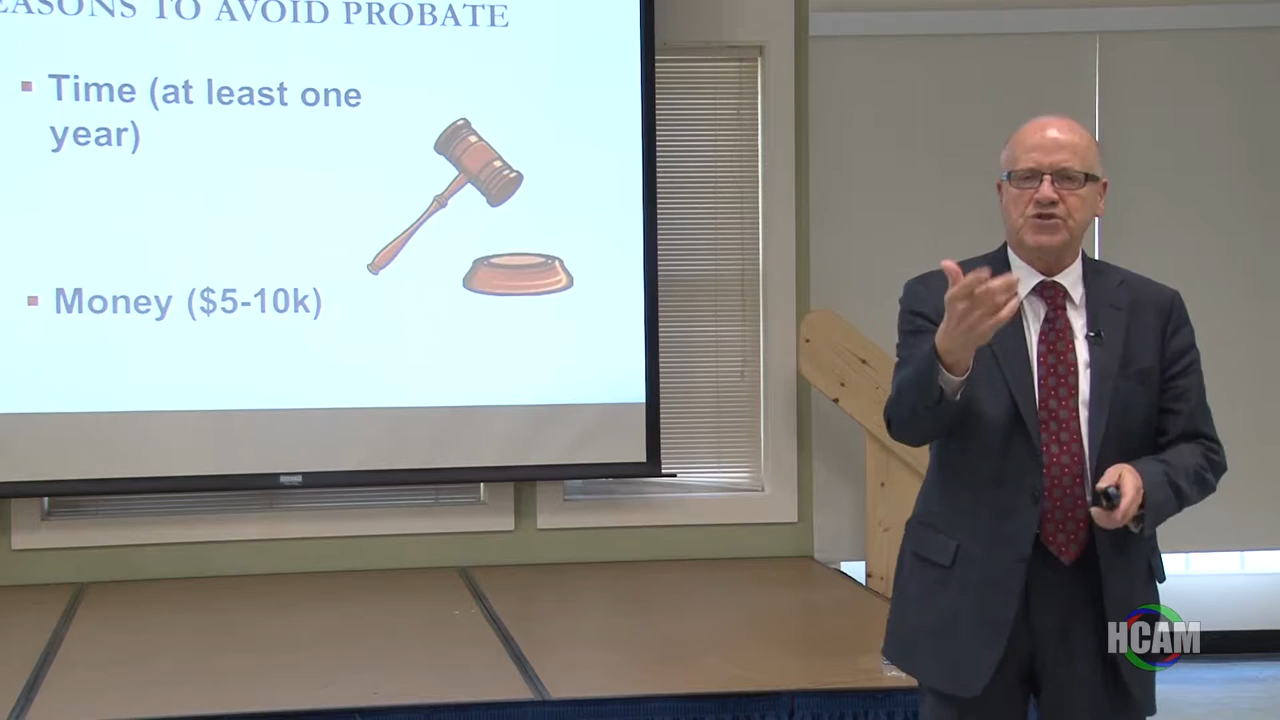 EASONS TO AVOID PROBATE
▪ Time (at least one
year)
▪ Money ($5-10k)
HCAM